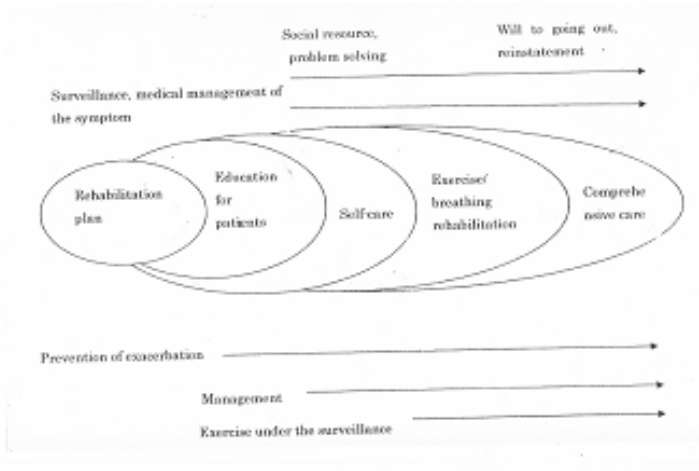 Social resource,
problem solving
Will to going out,
reinstatement
Surveillance, medical management of
the symptom
Rehabilitation
plan
Education
for
patients
Self-care
Exercise/
breathing
rehabilitation
Comprehe
nsive care
Prevention of exacerbation
Management
Exercise under the surveillance